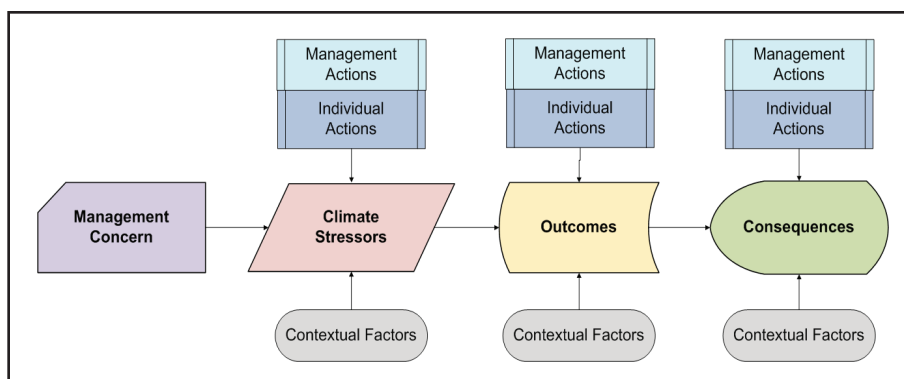 Management
Actions
Individual
Actions
Management
Actions
Individual
Actions
Management
Actions
Individual
Actions
Management
Concern
Climate
Stressors
Outcomes
Consequences
Contextual Factors
Contextual Factors
Contextual Factors